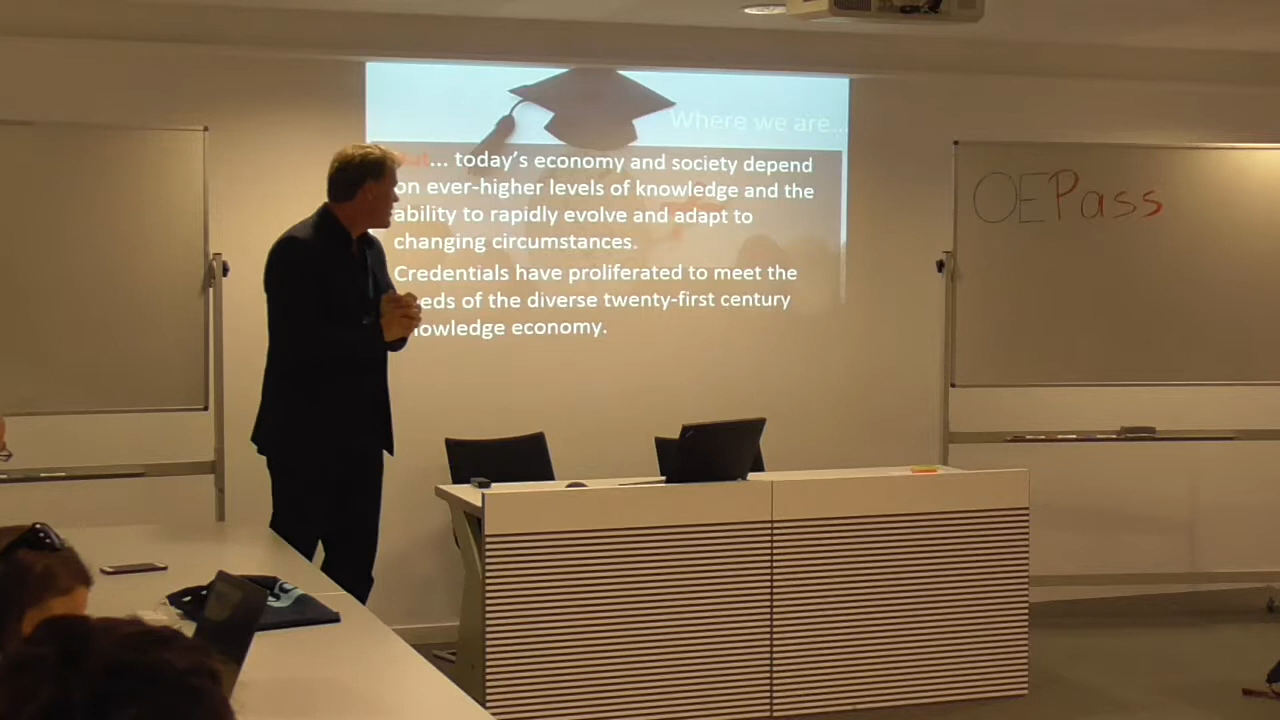 Where we are...
... today's economy and society depend
on ever-higher levels of knowledge and the
ability to rapidly evolve and adapt to
changing circumstances.
Credentials have proliferated to meet the
of the diverse twenty-first century
economy.
OEPass